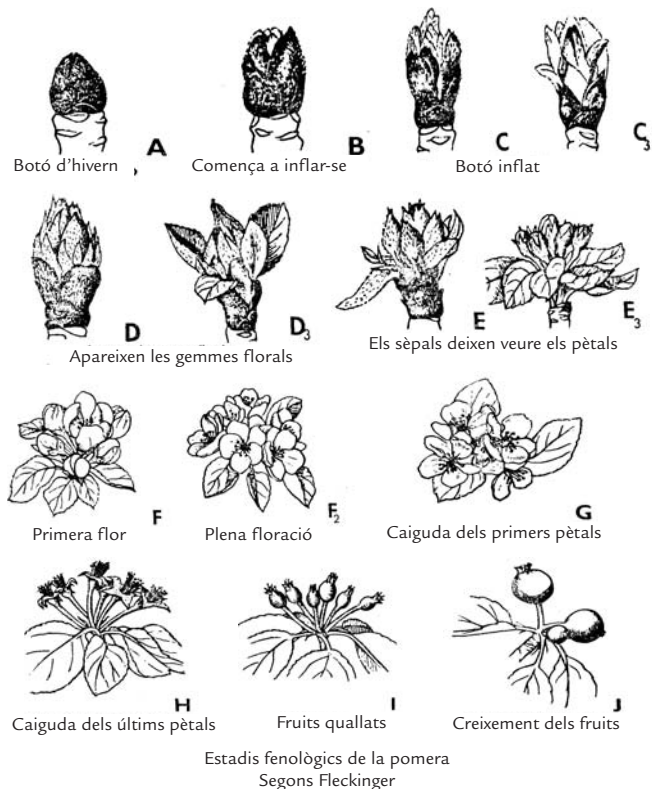 A B C C3
Botó d'hivern Comença a inflar-se Botó inflat
D D3 E E3
Apareixen les gemmes florals Els sèpals deixen veure els pètals
F F2 G
Primera flor Plena floració Caiguda dels primers pètals
H I J
Caiguda dels últims pètals Fruits quallats Creixement dels fruits
Estadis fenològics de la pomera
Segons Fleckinger